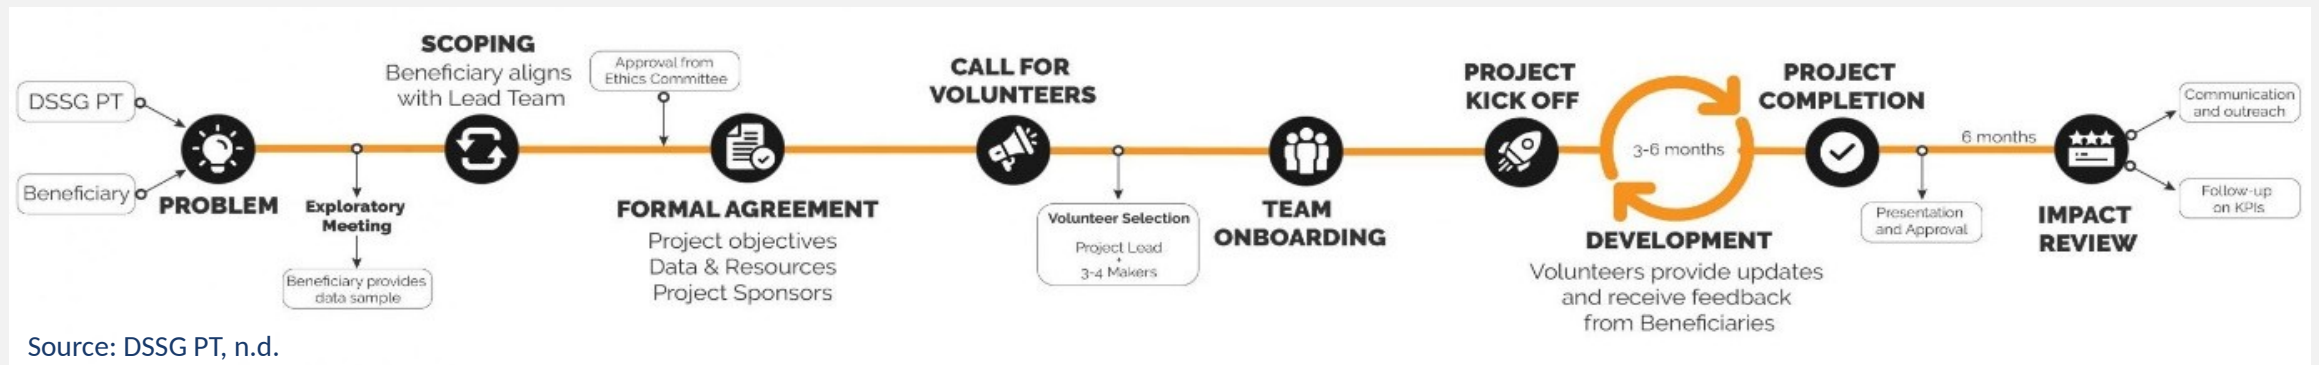 DSSG PT
Beneficiary
PROBLEM
Exploratory
Meeting
Beneficiary provides
data sample
SCOPING
Beneficiary aligns
with Lead Team
Approval from
Ethics Committee
FORMAL AGREEMENT
Project objectives
Data & Resources
Project Sponsors
CALL FOR
VOLUNTEERS
Volunteer Selection
Project Lead
+
3-4 Makers
TEAM
ONBOARDING
PROJECT
KICK OFF
3-6 months
DEVELOPMENT
Volunteers provide updates
and receive feedback
from Beneficiaries
PROJECT
COMPLETION
Presentation
and Approval
6 months
IMPACT
REVIEW
Communication
and outreach
Follow-up
on KPIs
Source: DSSG PT, n.d.